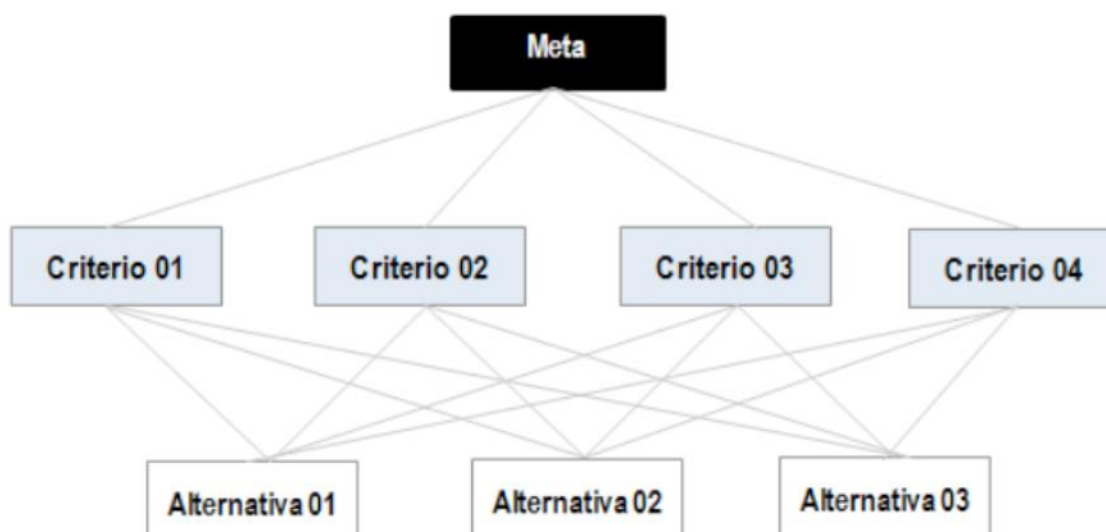 Meta
Criterio 01
Criterio 02
Criterio 03
Criterio 04
Alternativa 01
Alternativa 02
Alternativa 03